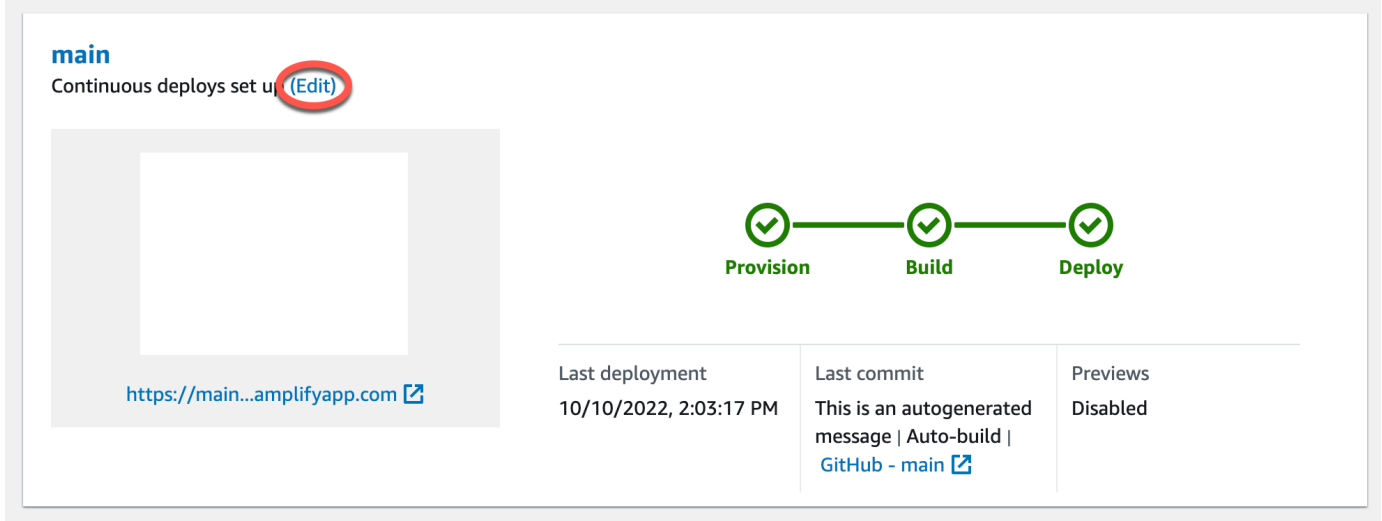 main
Continuous deploys set up (Edit)
Provision
Build
Deploy
https://main...amplifyapp.com
Last deployment
10/10/2022, 2:03:17 PM
Last commit
This is an autogenerated
message | Auto-build |
GitHub - main
Previews
Disabled